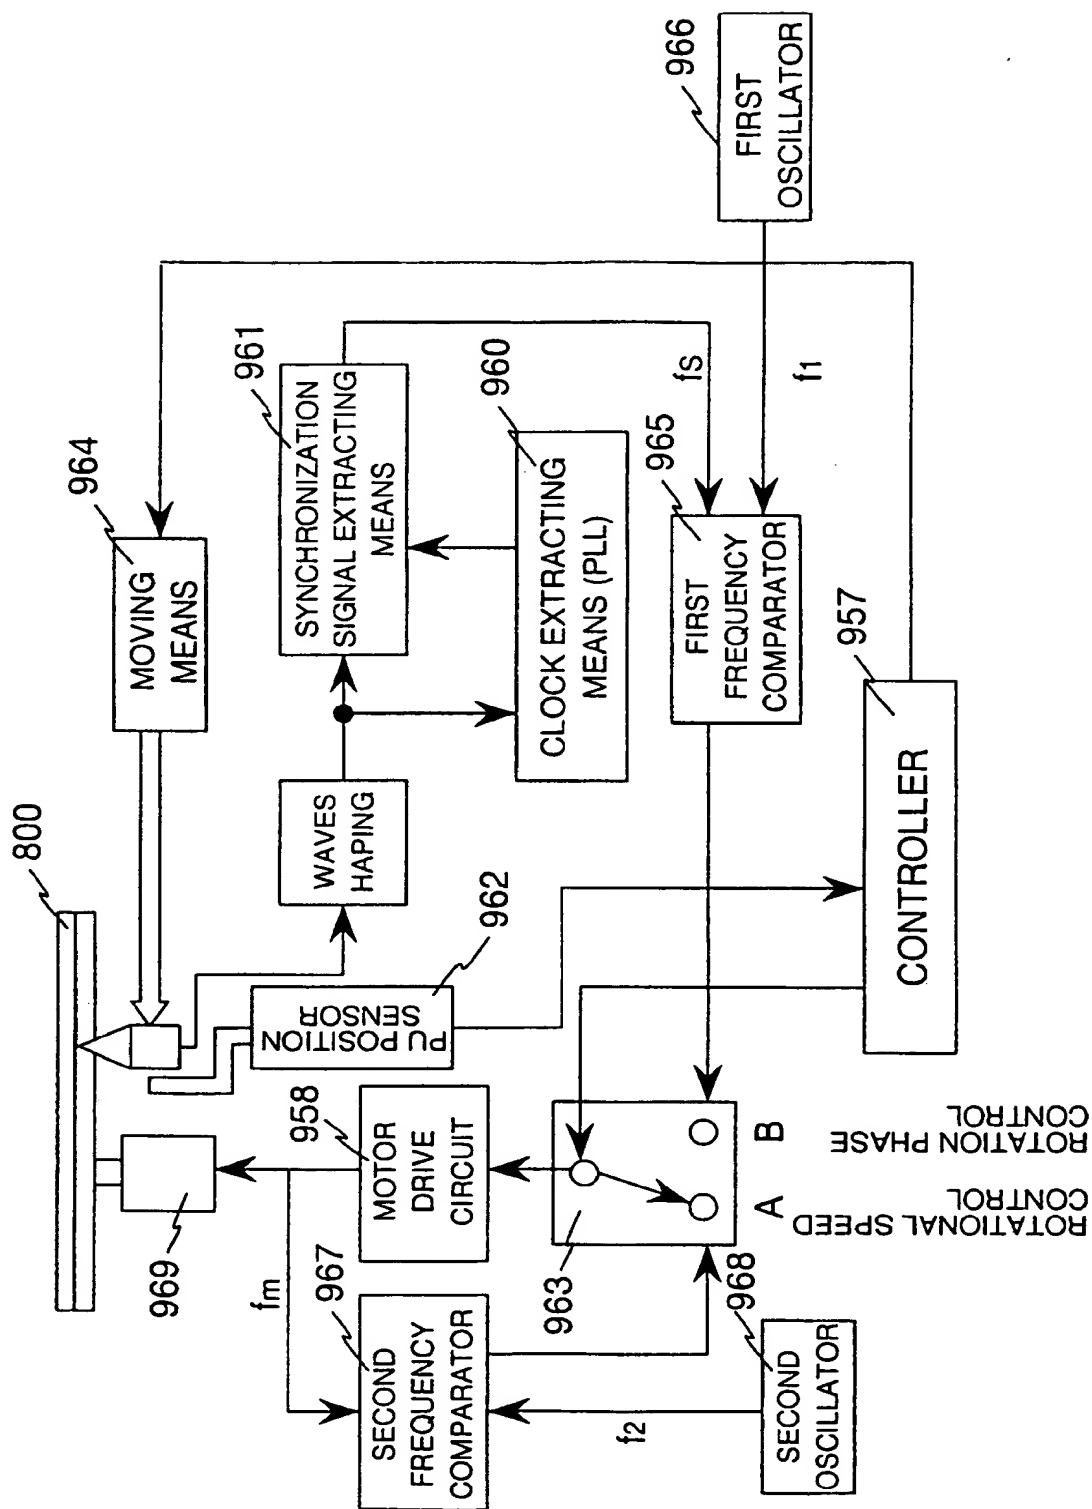 800
964
MOVING
MEANS
961
SYNCHRONIZATION
SIGNAL EXTRACTING
MEANS
966
FIRST
OSCILLATOR
969
WAVES
HAPING
960
CLOCK EXTRACTING
MEANS (PLL)
962
PU POSITION
SENSOR
fm
958
MOTOR
DRIVE
CIRCUIT
967
SECOND
FREQUENCY
COMPARATOR
fs
965
FIRST
FREQUENCY
COMPARATOR
f1
963
A
B
ROTATIONAL SPEED
CONTROL
ROTATION PHASE
CONTROL
f2
968
SECOND
OSCILLATOR
957
CONTROLLER